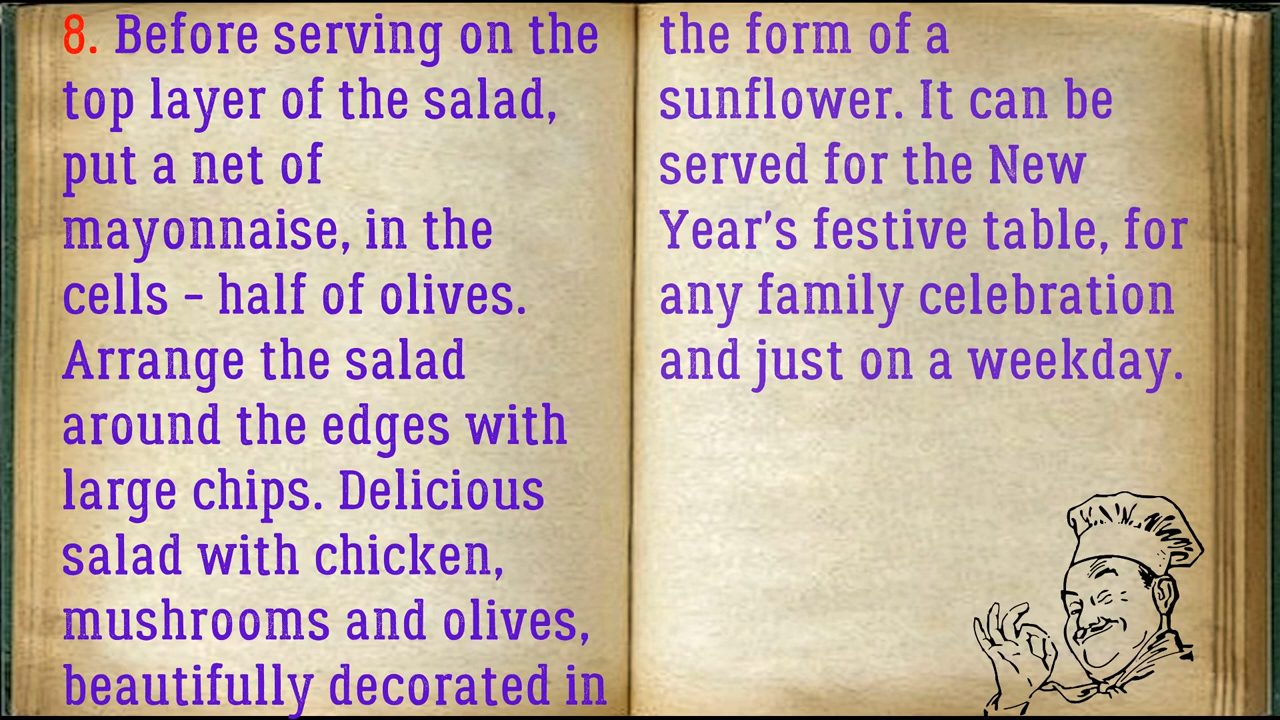 8. Before serving on the
top layer of the salad,
put a net of
mayonnaise, in the
cells – half of olives.
Arrange the salad
around the edges with
large chips. Delicious
salad with chicken,
mushrooms and olives,
beautifully decorated in
the form of a
sunflower. It can be
served for the New
Year's festive table, for
any family celebration
and just on a weekday.